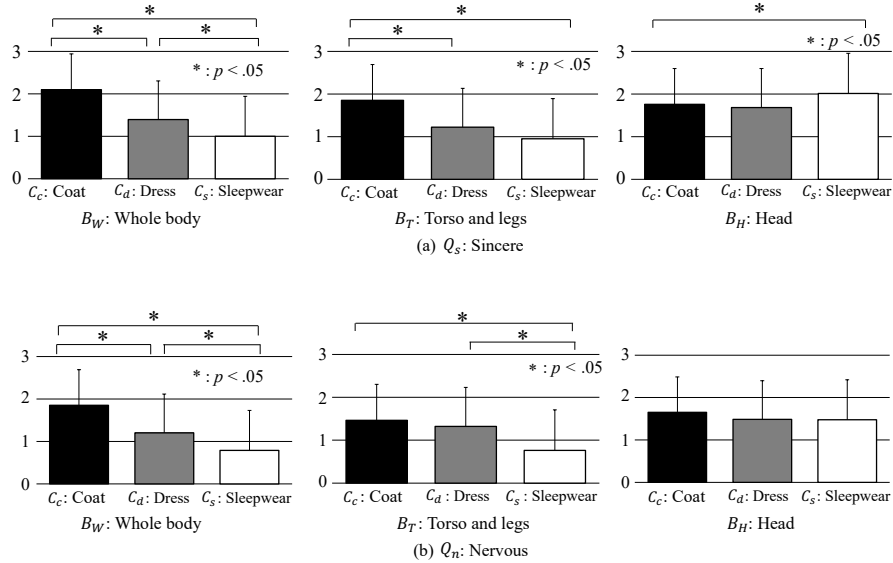 * * *
* * * *
* : p < .05 * : p < .05 * : p < .05
3 3 3
2 2 2
1 1 1
0 0 0
C_c: Coat C_d: Dress C_s: Sleepwear C_c: Coat C_d: Dress C_s: Sleepwear C_c: Coat C_d: Dress C_s: Sleepwear
B_W: Whole body B_T: Torso and legs B_H: Head
(a) Q_s: Sincere
* *
* * *
* : p < .05 * : p < .05
3 3 3
2 2 2
1 1 1
0 0 0
C_c: Coat C_d: Dress C_s: Sleepwear C_c: Coat C_d: Dress C_s: Sleepwear C_c: Coat C_d: Dress C_s: Sleepwear
B_W: Whole body B_T: Torso and legs B_H: Head
(b) Q_n: Nervous